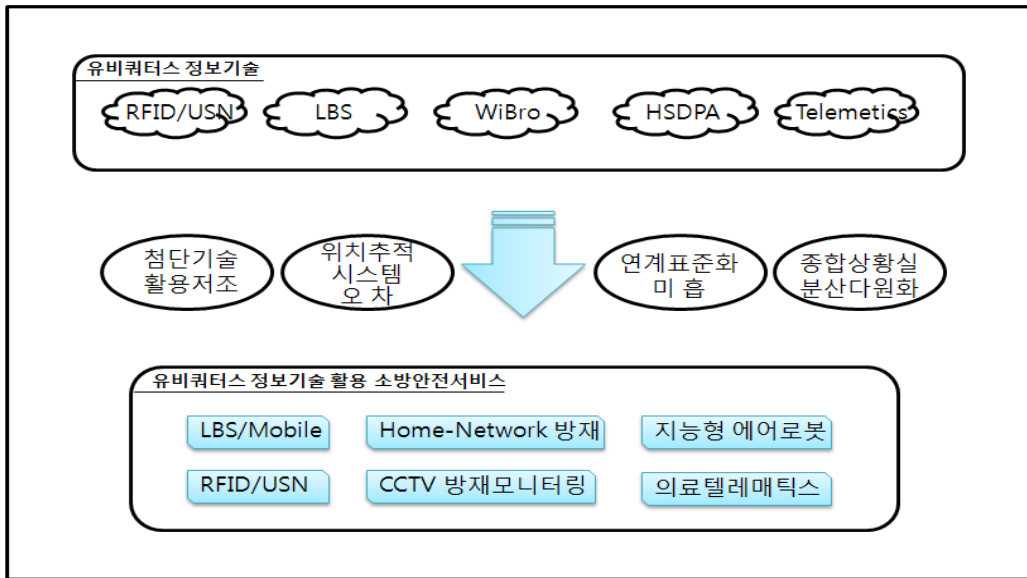 유비쿼터스 정보기술
RFID/USN LBS WiBro HSDPA Telemetics
첨단기술
활용저조
위치추적
시스템
오 차
연계표준화
미 흡
종합상황실
분산다원화
유비쿼터스 정보기술 활용 소방안전서비스
LBS/Mobile Home-Network 방재 지능형 에어로봇
RFID/USN CCTV 방재모니터링 의료텔레매틱스